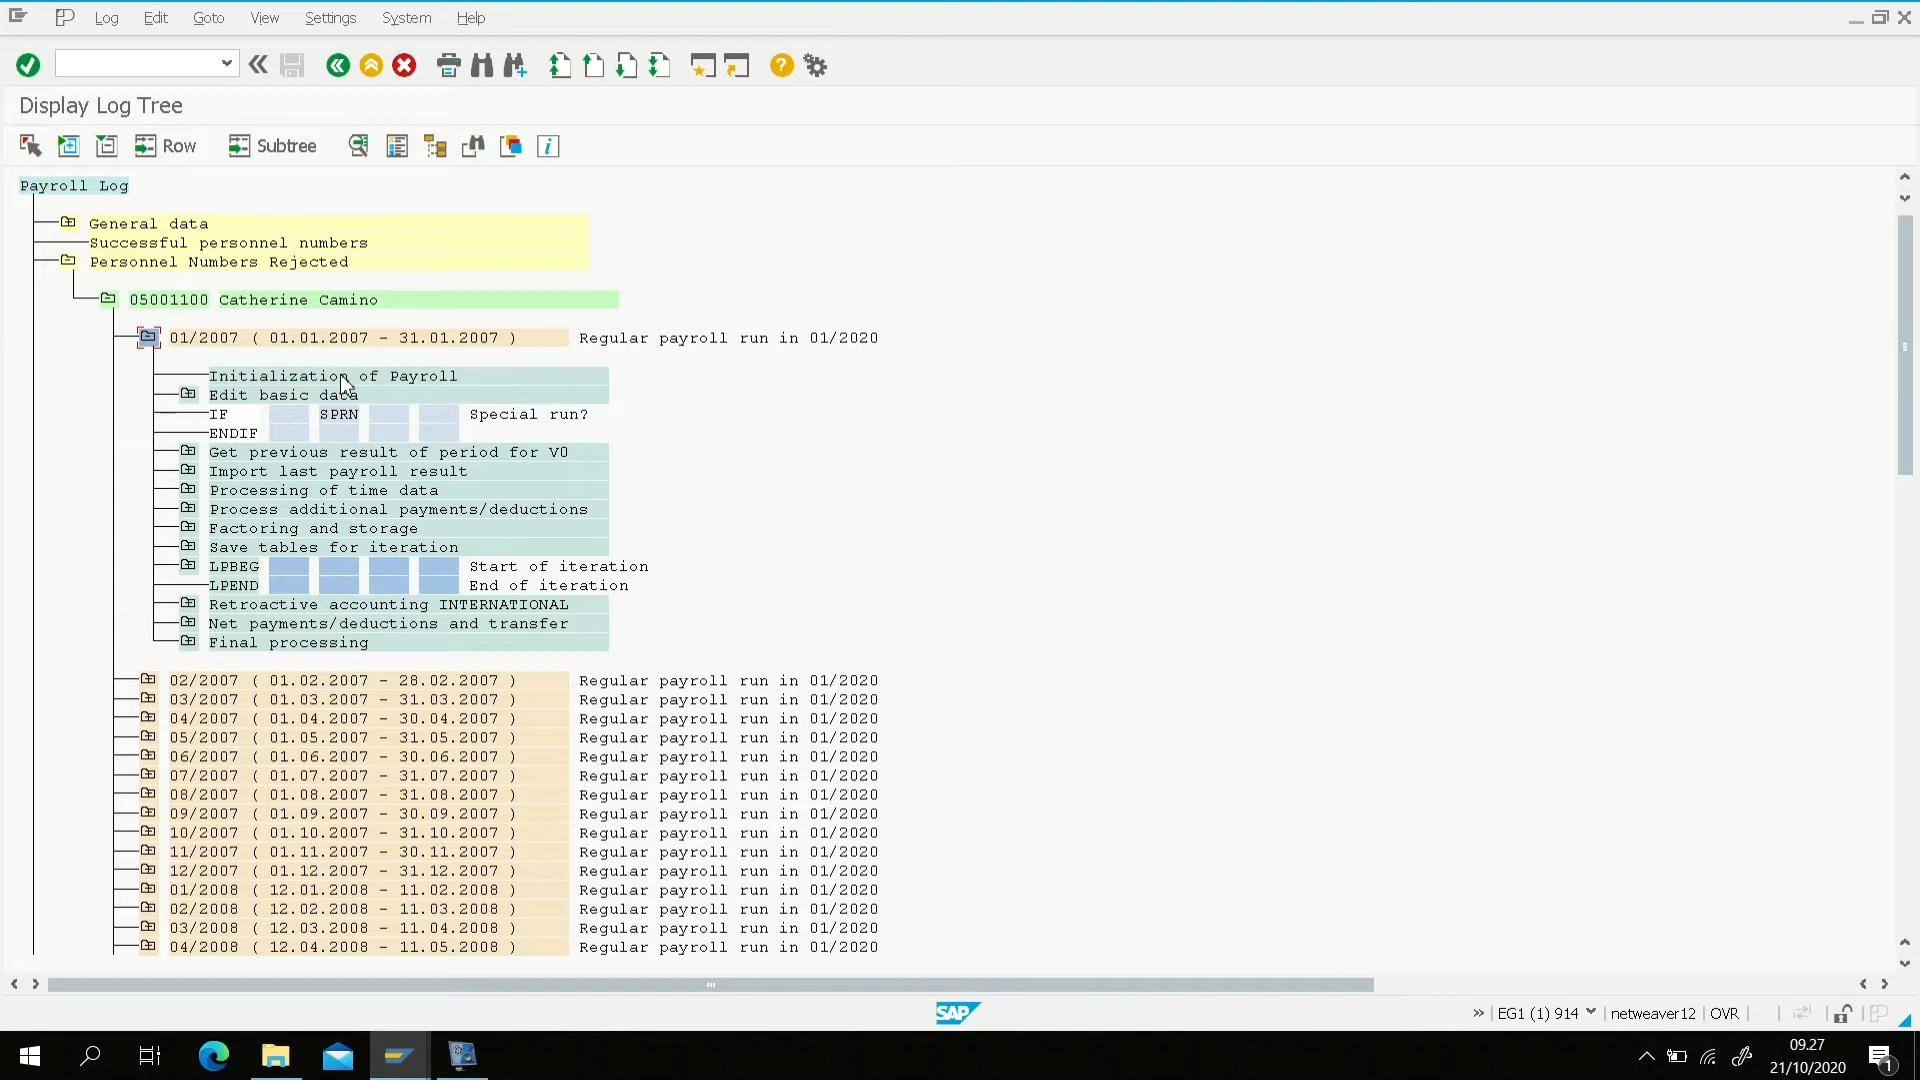 Log Edit Goto View Settings System Help
Display Log Tree
Row Subtree
Payroll Log
General data
Successful personnel numbers
Personnel Numbers Rejected
05001100 Catherine Camino
01/2007 ( 01.01.2007 - 31.01.2007 ) Regular payroll run in 01/2020
Initialization of Payroll
Edit basic data
IF SPRN Special run?
ENDIF
Get previous result of period for V0
Import last payroll result
Processing of time data
Process additional payments/deductions
Factoring and storage
Save tables for iteration
LPBEG Start of iteration
LPEND End of iteration
Retroactive accounting INTERNATIONAL
Net payments/deductions and transfer
Final processing
02/2007 ( 01.02.2007 - 28.02.2007 ) Regular payroll run in 01/2020
03/2007 ( 01.03.2007 - 31.03.2007 ) Regular payroll run in 01/2020
04/2007 ( 01.04.2007 - 30.04.2007 ) Regular payroll run in 01/2020
05/2007 ( 01.05.2007 - 31.05.2007 ) Regular payroll run in 01/2020
06/2007 ( 01.06.2007 - 30.06.2007 ) Regular payroll run in 01/2020
07/2007 ( 01.07.2007 - 31.07.2007 ) Regular payroll run in 01/2020
08/2007 ( 01.08.2007 - 31.08.2007 ) Regular payroll run in 01/2020
09/2007 ( 01.09.2007 - 30.09.2007 ) Regular payroll run in 01/2020
10/2007 ( 01.10.2007 - 31.10.2007 ) Regular payroll run in 01/2020
11/2007 ( 01.11.2007 - 30.11.2007 ) Regular payroll run in 01/2020
12/2007 ( 01.12.2007 - 31.12.2007 ) Regular payroll run in 01/2020
01/2008 ( 12.01.2008 - 11.02.2008 ) Regular payroll run in 01/2020
02/2008 ( 12.02.2008 - 11.03.2008 ) Regular payroll run in 01/2020
03/2008 ( 12.03.2008 - 11.04.2008 ) Regular payroll run in 01/2020
04/2008 ( 12.04.2008 - 11.05.2008 ) Regular payroll run in 01/2020
SAP EG1 (1) 914 netweaver12 OVR
09.27
21/10/2020
1